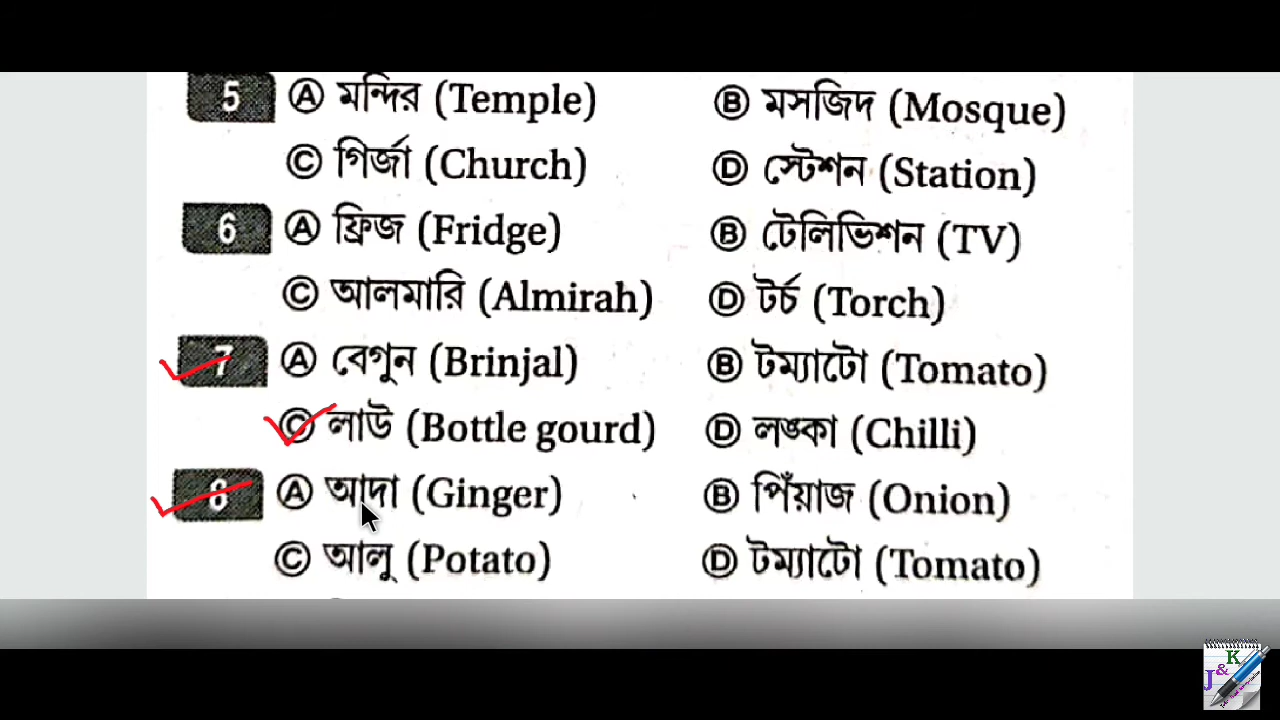 5 Ⓐ মন্দির (Temple) Ⓑ মসজিদ (Mosque)
Ⓒ গির্জা (Church) Ⓓ স্টেশন (Station)
6 Ⓐ ফ্রিজ (Fridge) Ⓑ টেলিভিশন (TV)
Ⓒ আলমারি (Almirah) Ⓓ টর্চ (Torch)
7 Ⓐ বেগুন (Brinjal) Ⓑ টম্যাটো (Tomato)
Ⓒ লাউ (Bottle gourd) Ⓓ লঙ্কা (Chilli)
8 Ⓐ আদা (Ginger) Ⓑ পিঁয়াজ (Onion)
Ⓒ আলু (Potato) Ⓓ টম্যাটো (Tomato)
J&K